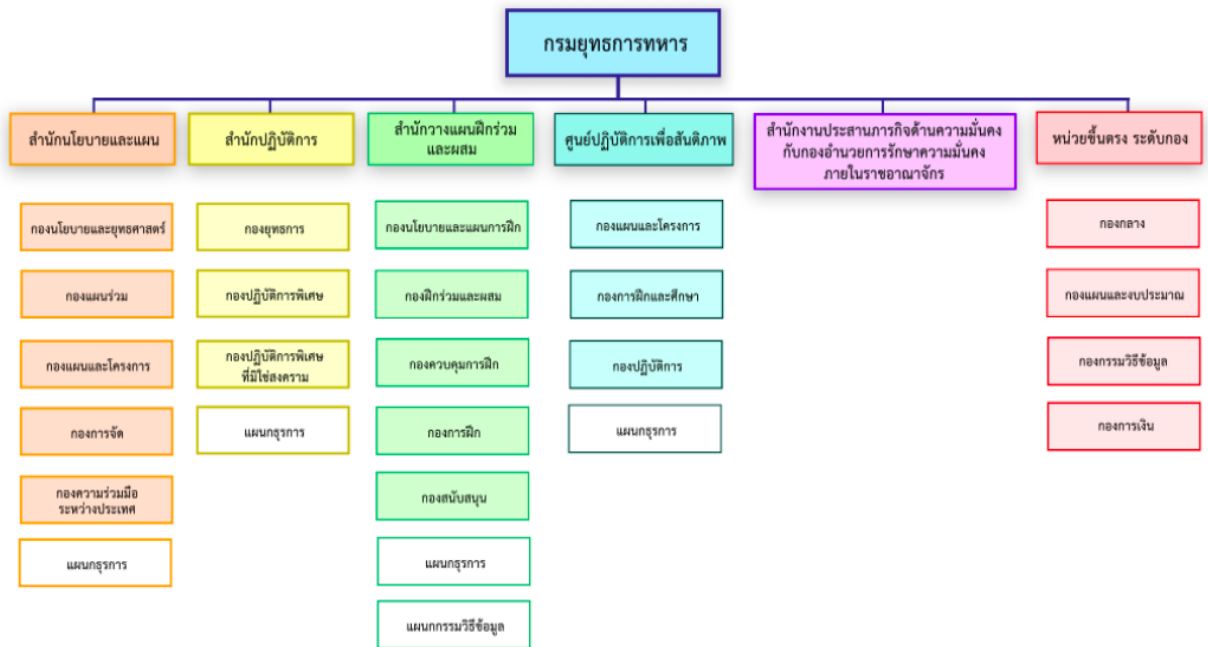 กรมยุทธการทหาร
สำนักนโยบายและแผน
กองนโยบายและยุทธศาสตร์
กองแผนร่วม
กองแผนและโครงการ
กองการจัด
กองความร่วมมือ
ระหว่างประเทศ
แผนกธุรการ
สำนักปฏิบัติการ
กองยุทธการ
กองปฏิบัติการพิเศษ
กองปฏิบัติการพิเศษ
ที่มิใช่สงคราม
แผนกธุรการ
สำนักวางแผนฝึกร่วม
และผสม
กองนโยบายและแผนการฝึก
กองฝึกร่วมและผสม
กองควบคุมการฝึก
กองการฝึก
กองสนับสนุน
แผนกธุรการ
แผนกกรรมวิธีข้อมูล
ศูนย์ปฏิบัติการเพื่อสันติภาพ
กองแผนและโครงการ
กองการฝึกและศึกษา
กองปฏิบัติการ
แผนกธุรการ
สำนักงานประสานภารกิจด้านความมั่นคง
กับกองอำนวยการรักษาความมั่นคง
ภายในราชอาณาจักร
หน่วยขึ้นตรง ระดับกอง
กองกลาง
กองแผนและงบประมาณ
กองกรรมวิธีข้อมูล
กองการเงิน